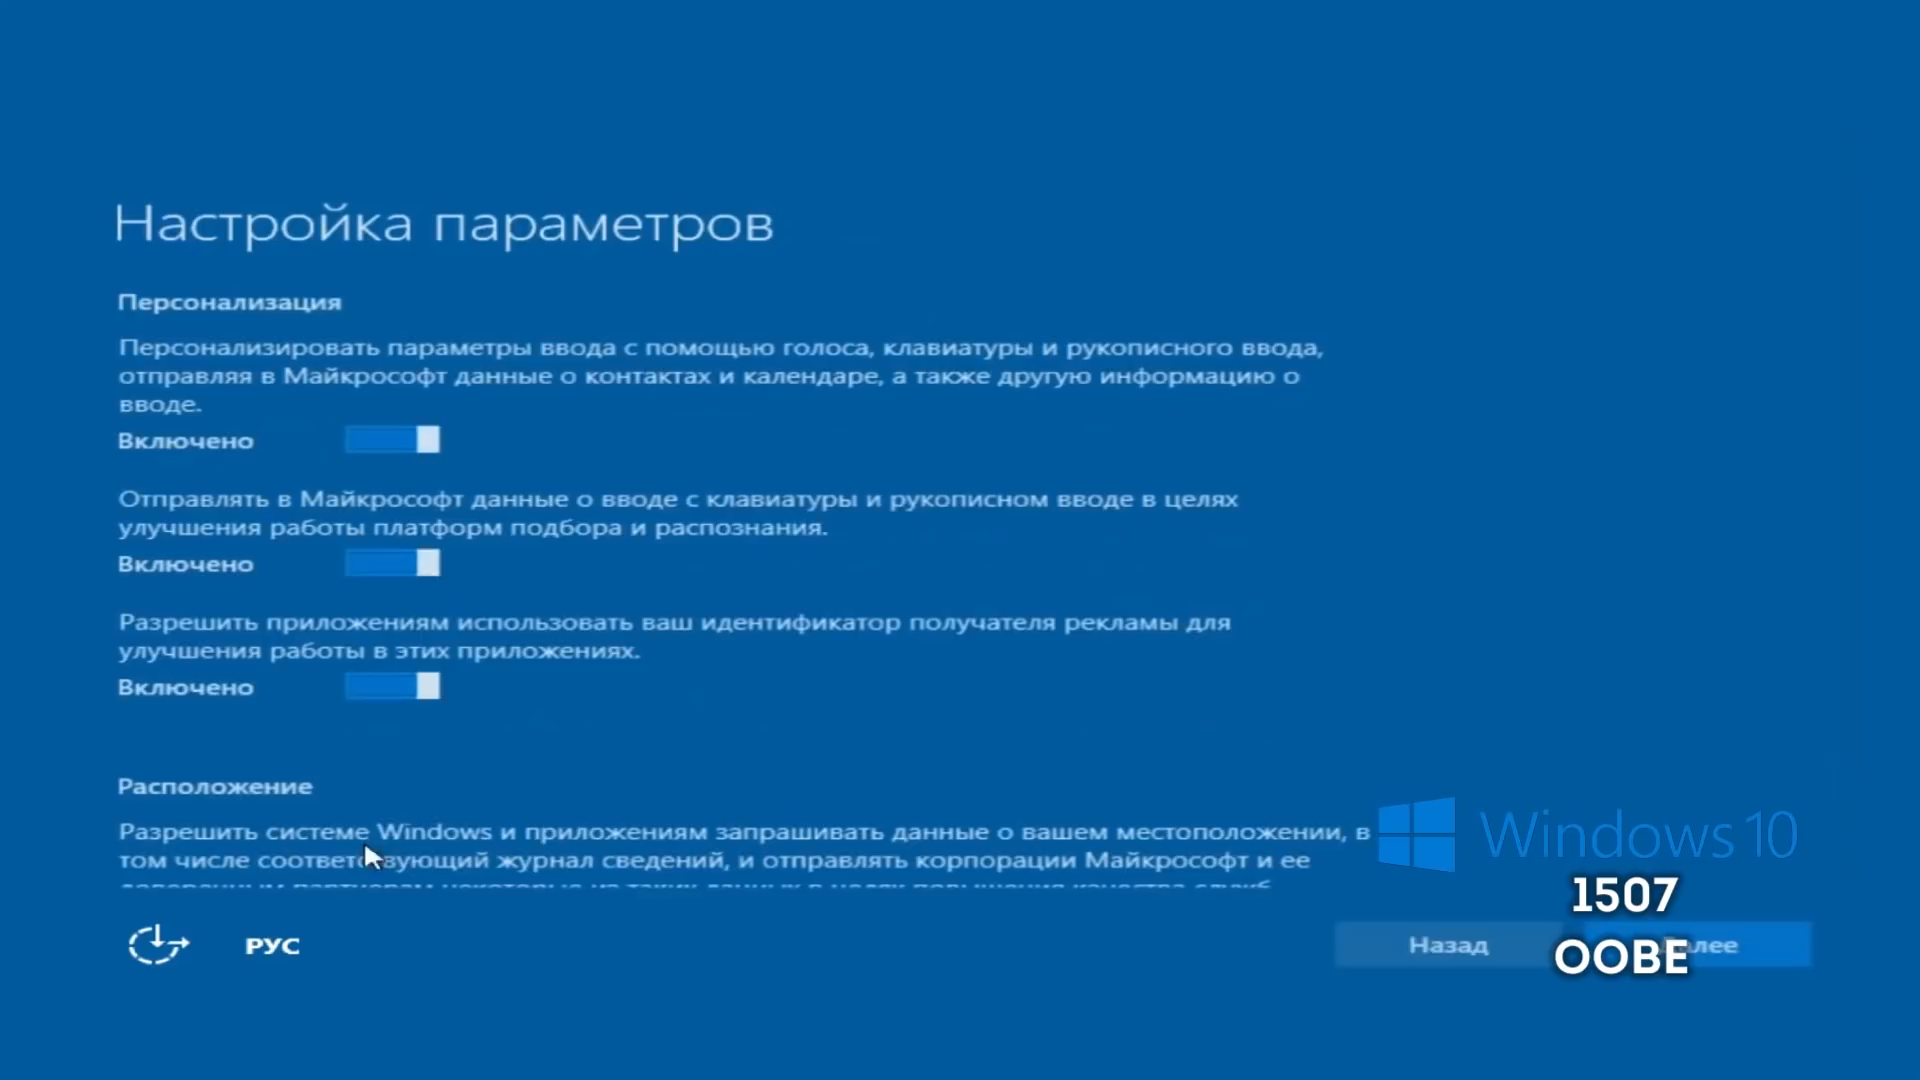 Настройка параметров
Персонализация
Персонализировать параметры ввода с помощью голоса, клавиатуры и рукописного ввода,
отправляя в Майкрософт данные о контактах и календаре, а также другую информацию о
вводе.
Включено
Отправлять в Майкрософт данные о вводе с клавиатуры и рукописном вводе в целях
улучшения работы платформ подбора и распознания.
Включено
Разрешить приложениям использовать ваш идентификатор получателя рекламы для
улучшения работы в этих приложениях.
Включено
Расположение
Разрешить системе Windows и приложениям запрашивать данные о вашем местоположении, в
том числе соответствующий журнал сведений, и отправлять корпорации Майкрософт и ее
Windows 10
1507
OOBE
РУС
Назад
Далее